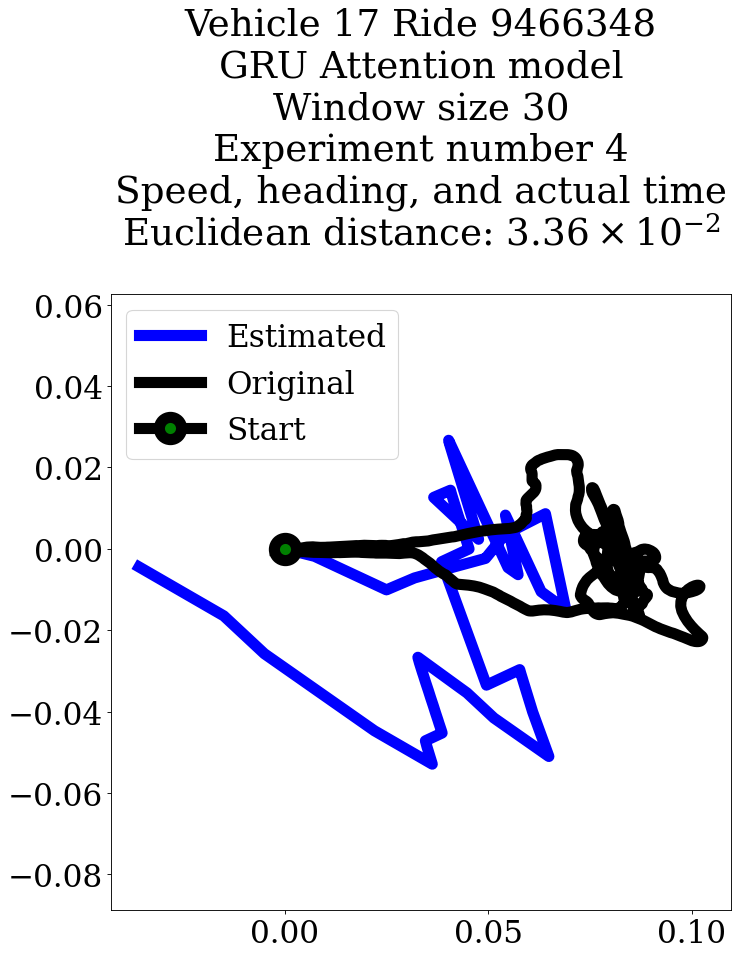 Vehicle 17 Ride 9466348
GRU Attention model
Window size 30
Experiment number 4
Speed, heading, and actual time
Euclidean distance: 3.36 × 10⁻²
0.06
0.04
0.02
0.00
−0.02
−0.04
−0.06
−0.08
Estimated
Original
Start
0.00 0.05 0.10